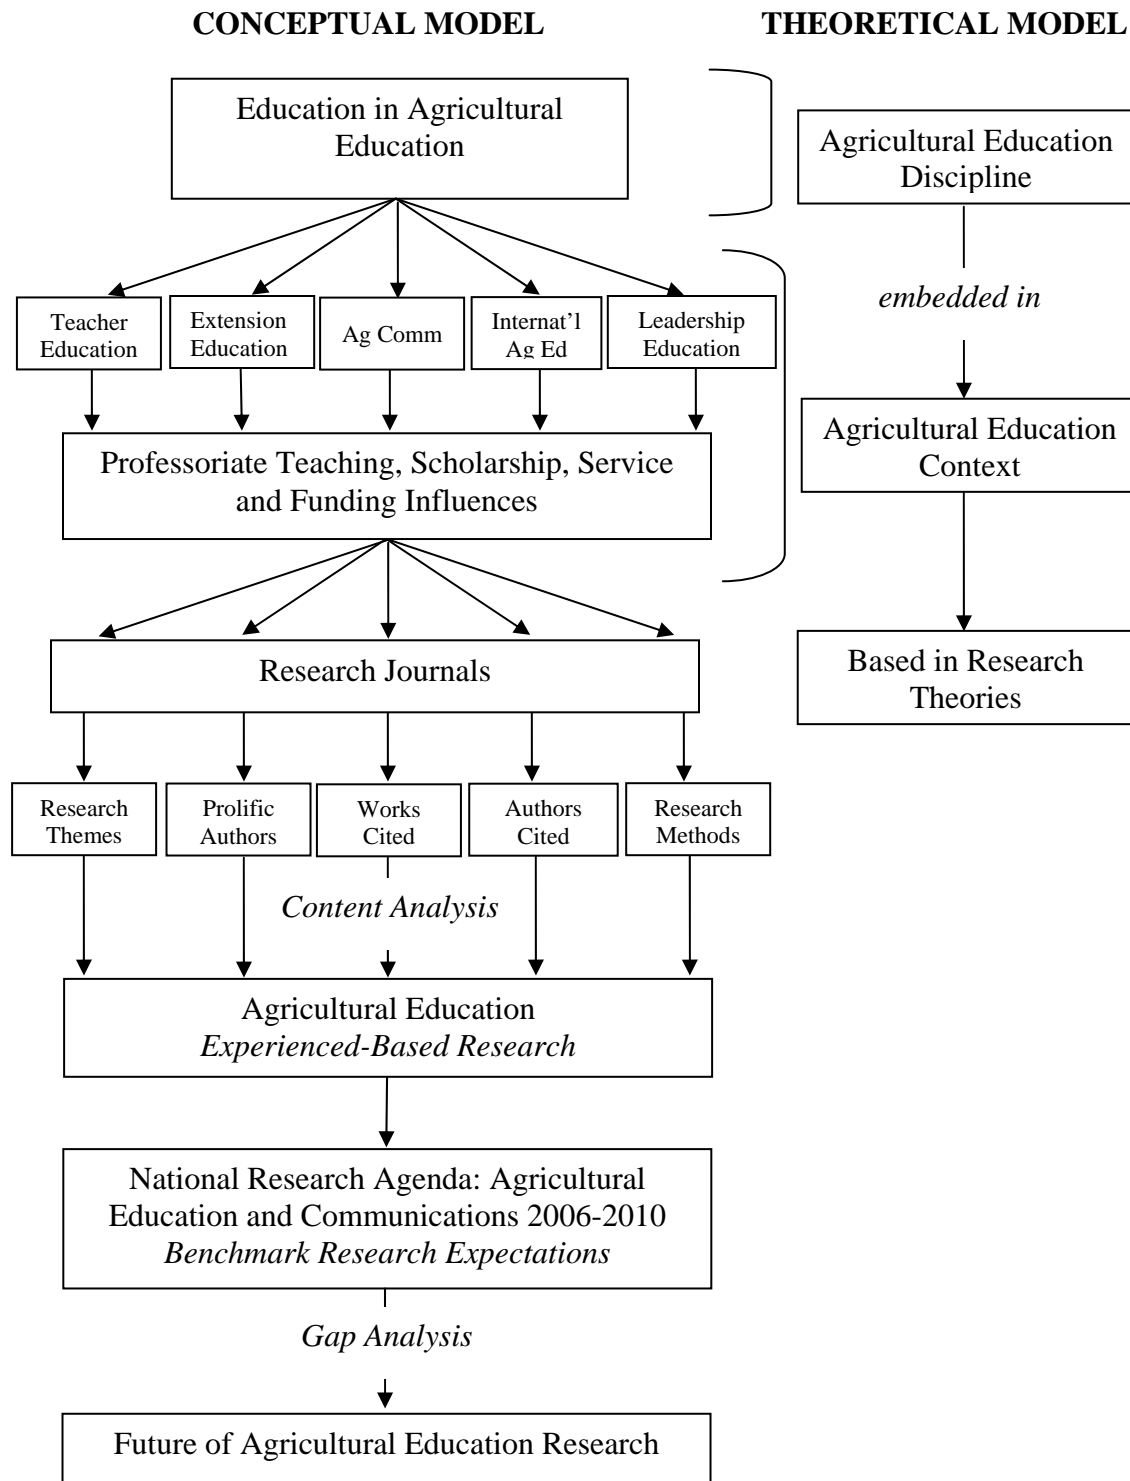 CONCEPTUAL MODEL
THEORETICAL MODEL
Education in Agricultural
Education
Agricultural Education
Discipline
embedded in
Teacher
Education
Extension
Education
Ag Comm
Internat’l
Ag Ed
Leadership
Education
Agricultural Education
Context
Professoriate Teaching, Scholarship, Service
and Funding Influences
Research Journals
Based in Research
Theories
Research
Themes
Prolific
Authors
Works
Cited
Authors
Cited
Research
Methods
Content Analysis
Agricultural Education
Experienced-Based Research
National Research Agenda: Agricultural
Education and Communications 2006-2010
Benchmark Research Expectations
Gap Analysis
Future of Agricultural Education Research